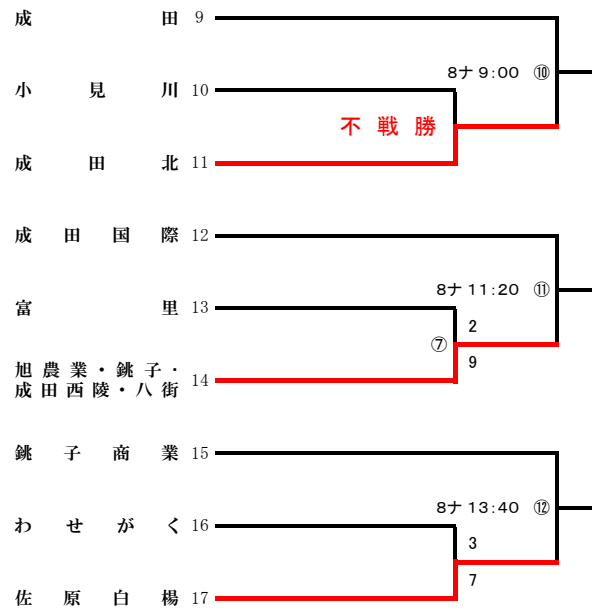 成田 9
8ナ 9:00 ⑩
小見川 10
不戦勝
成田北 11
成田国際 12
8ナ 11:20 ⑪
富里 13
2
⑦
9
旭農業・銚子・
成田西陵・八街 14
銚子商業 15
8ナ 13:40 ⑫
わせがく 16
3
7
佐原白楊 17